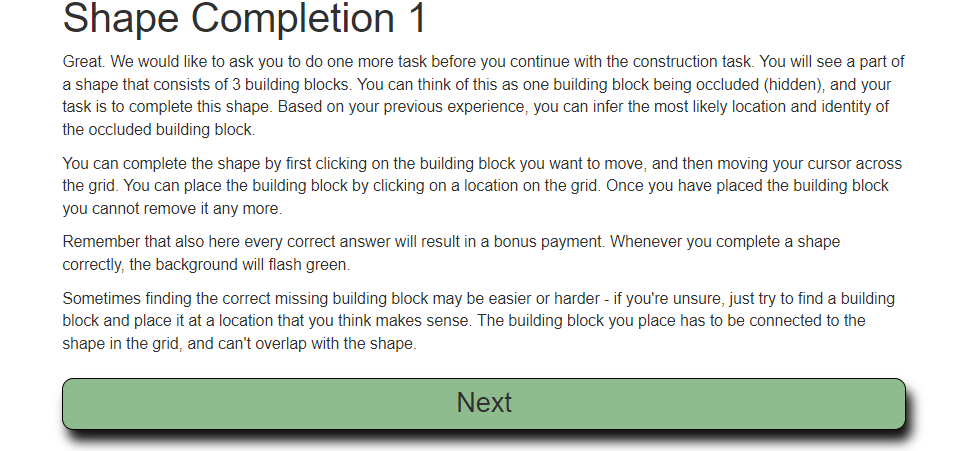 Shape Completion 1
Great. We would like to ask you to do one more task before you continue with the construction task. You will see a part of
a shape that consists of 3 building blocks. You can think of this as one building block being occluded (hidden), and your
task is to complete this shape. Based on your previous experience, you can infer the most likely location and identity of
the occluded building block.
You can complete the shape by first clicking on the building block you want to move, and then moving your cursor across
the grid. You can place the building block by clicking on a location on the grid. Once you have placed the building block
you cannot remove it any more.
Remember that also here every correct answer will result in a bonus payment. Whenever you complete a shape
correctly, the background will flash green.
Sometimes finding the correct missing building block may be easier or harder - if you're unsure, just try to find a building
block and place it at a location that you think makes sense. The building block you place has to be connected to the
shape in the grid, and can't overlap with the shape.
Next